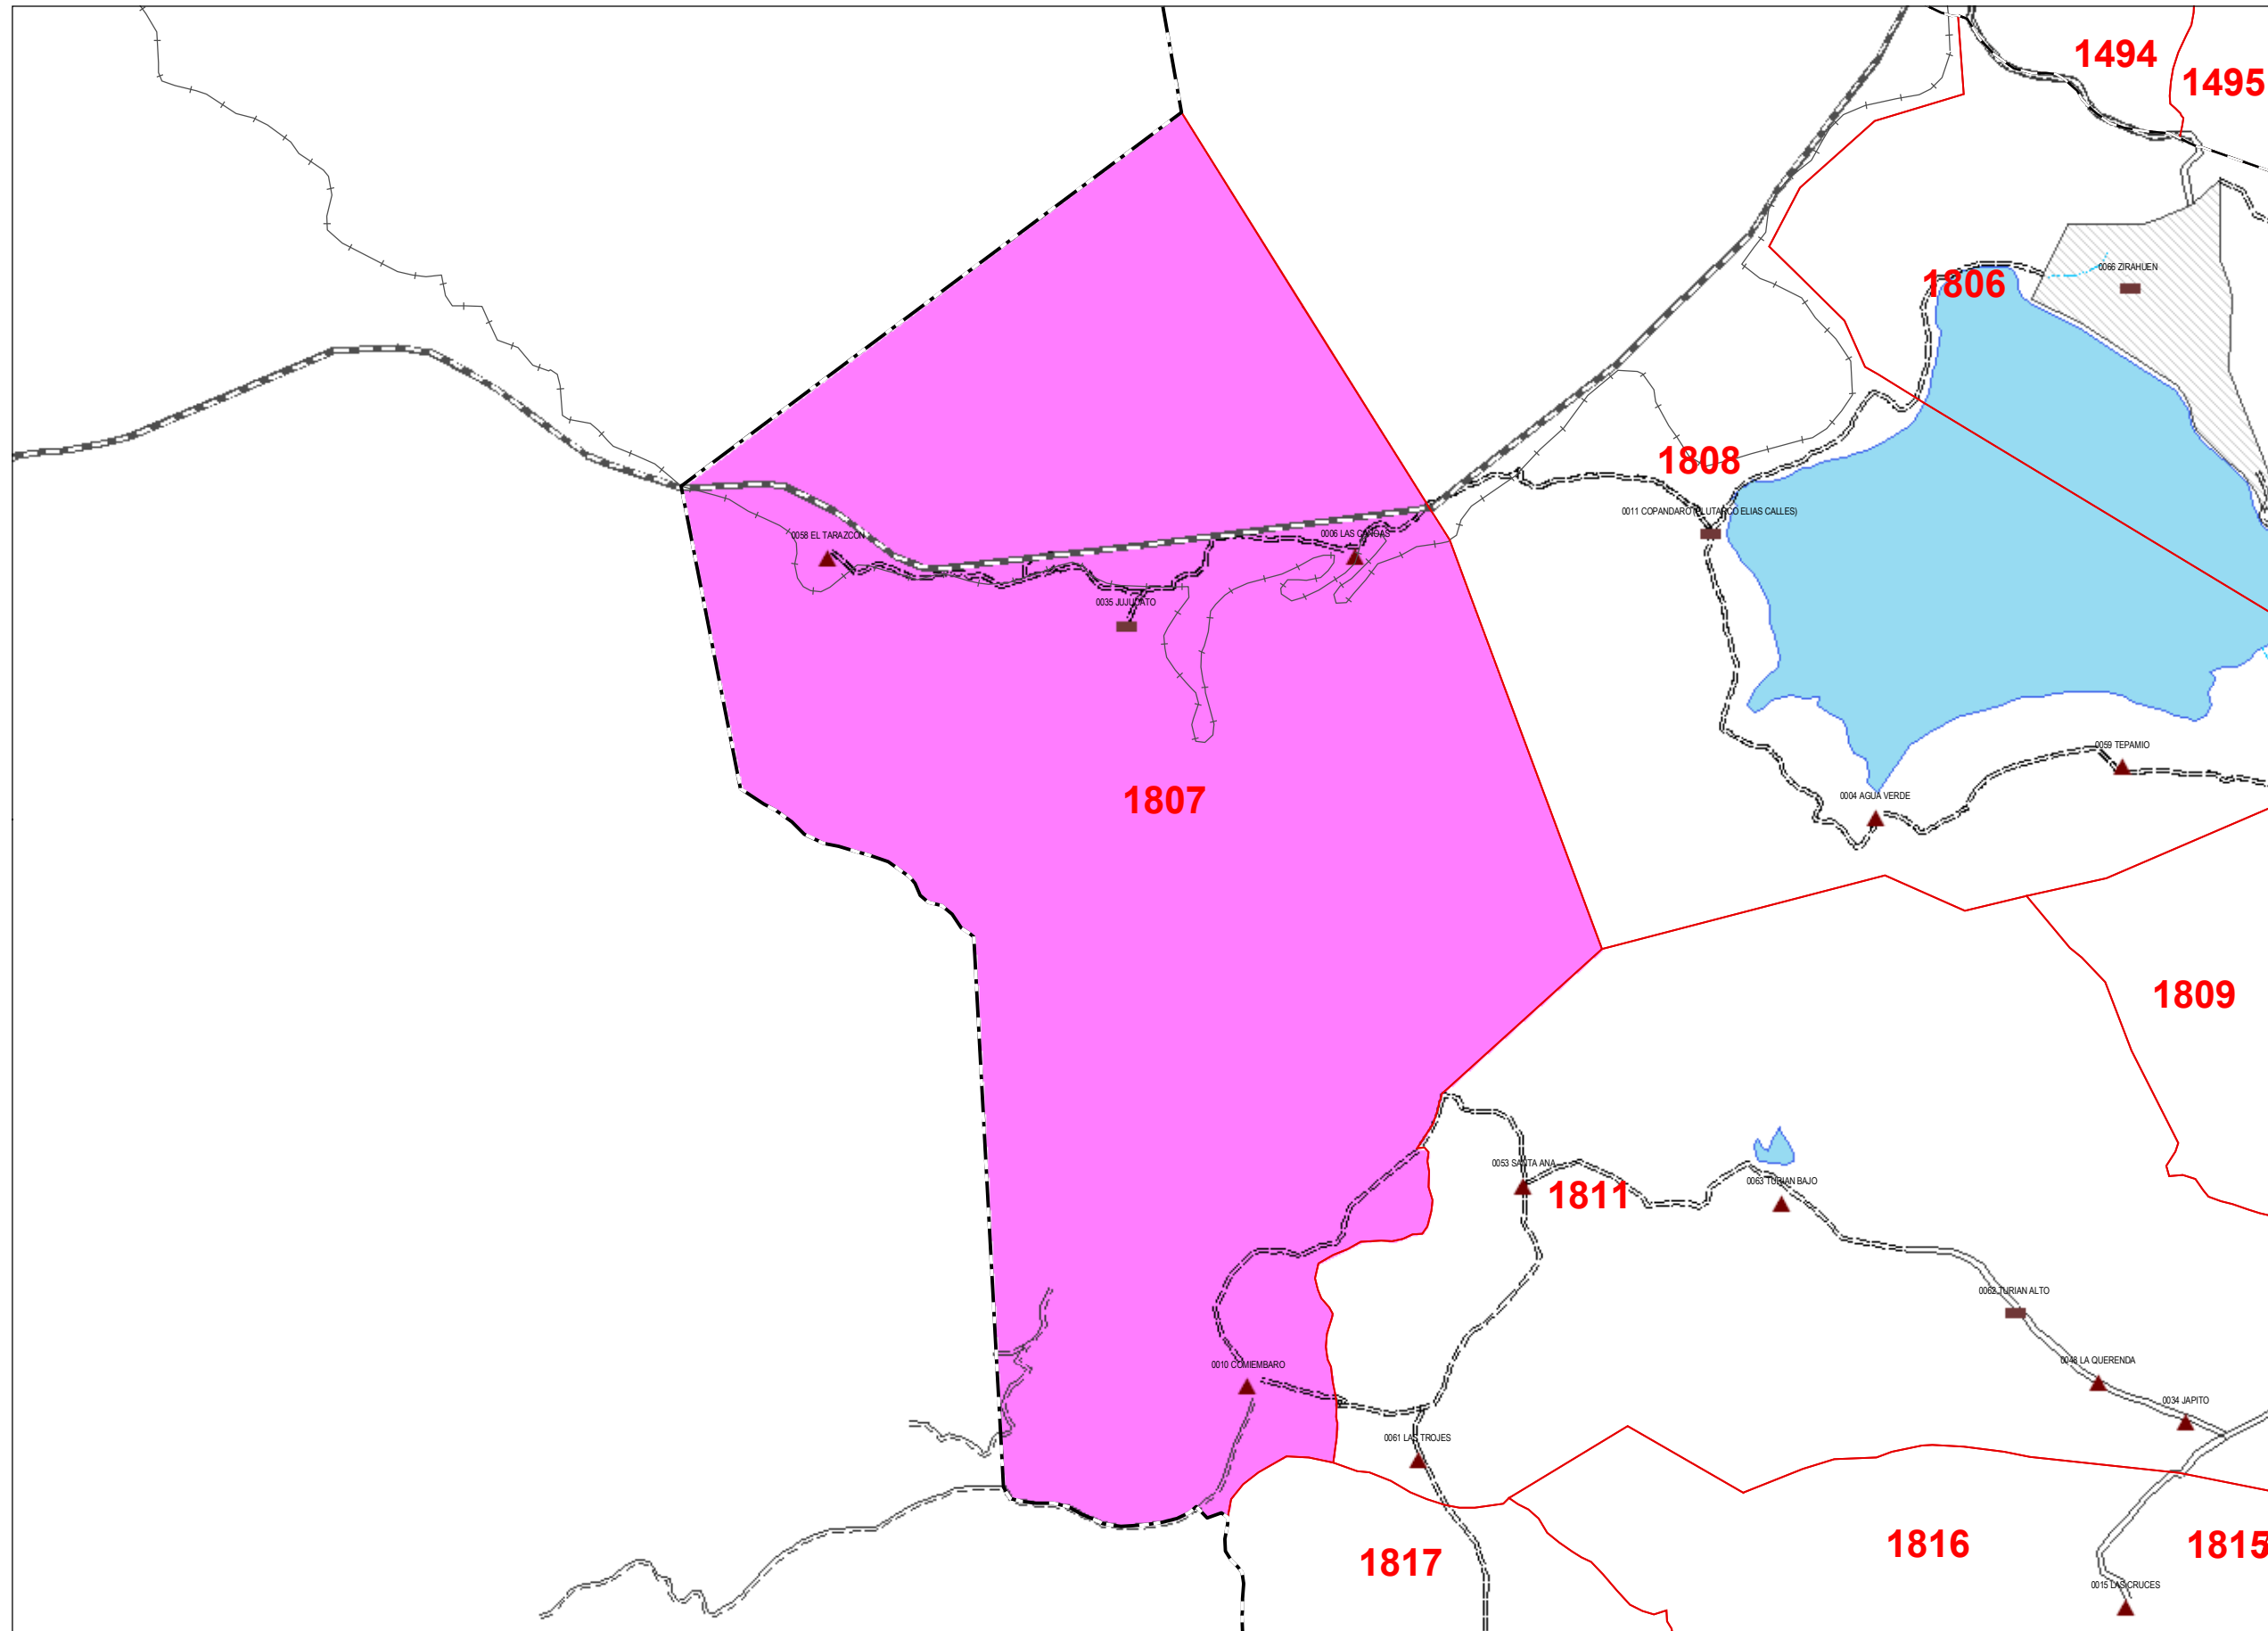 1494
1495
0066 ZIRAHUEN
1806
1808
0011 COPANDARO (PLUTARCO ELIAS CALLES)
0058 EL TARAZCON
0006 LAS CANOAS
0035 JUJUCATO
0059 TEPAMIO
1807
0004 AGUA VERDE
1809
0053 SANTA ANA
0063 TURIAN BAJO
1811
0062 TURIAN ALTO
0010 COMIEMBARO
0048 LA QUERENDA
0034 JAPITO
0061 LAS TROJES
1816
1815
1817
0015 LAS CRUCES